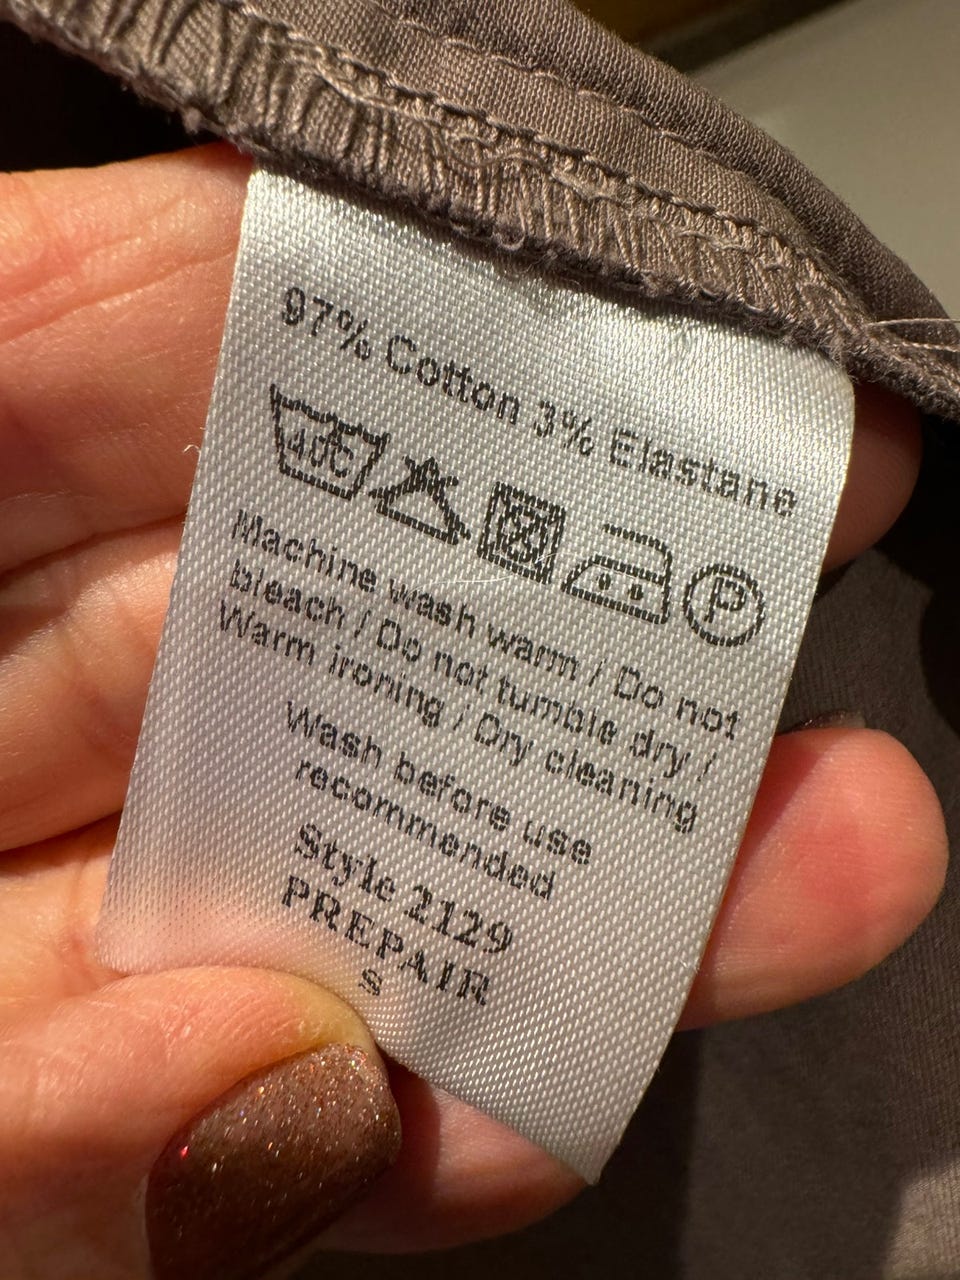 97% Cotton 3% Elastane
40C
P
Machine wash warm / Do not
bleach / Do not tumble dry /
Warm ironing / Dry cleaning
Wash before use
recommended
Style 2129
PREPAIR
S